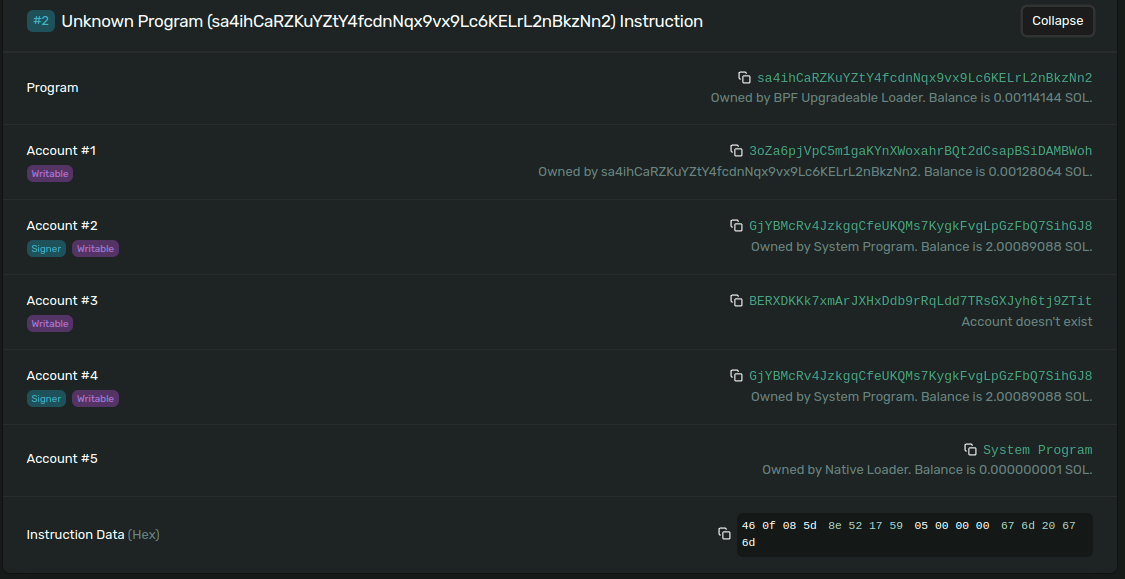 #2 Unknown Program (sa4ihCaRZKuYZtY4fcdnNqx9vx9Lc6KELrL2nBkzNn2) Instruction Collapse
Program sa4ihCaRZKuYZtY4fcdnNqx9vx9Lc6KELrL2nBkzNn2
Owned by BPF Upgradeable Loader. Balance is 0.00114144 SOL.
Account #1 3oZa6pjVpC5m1gaKYnXWoxahrBQt2dCsapBSiDAMBWoh
Writable Owned by sa4ihCaRZKuYZtY4fcdnNqx9vx9Lc6KELrL2nBkzNn2. Balance is 0.00128064 SOL.
Account #2 GjYBMcRv4JzkgqCfeUKQMs7KygkFvgLpGzFbQ7SihGJ8
Signer Writable Owned by System Program. Balance is 2.00089088 SOL.
Account #3 BERXDKKk7xmArJXHxDdb9rRqLdd7TRsGXJyh6tj9ZTit
Writable Account doesn't exist
Account #4 GjYBMcRv4JzkgqCfeUKQMs7KygkFvgLpGzFbQ7SihGJ8
Signer Writable Owned by System Program. Balance is 2.00089088 SOL.
Account #5 System Program
Owned by Native Loader. Balance is 0.000000001 SOL.
Instruction Data (Hex) 46 0f 08 5d 8e 52 17 59 05 00 00 00 67 6d 20 67
6d